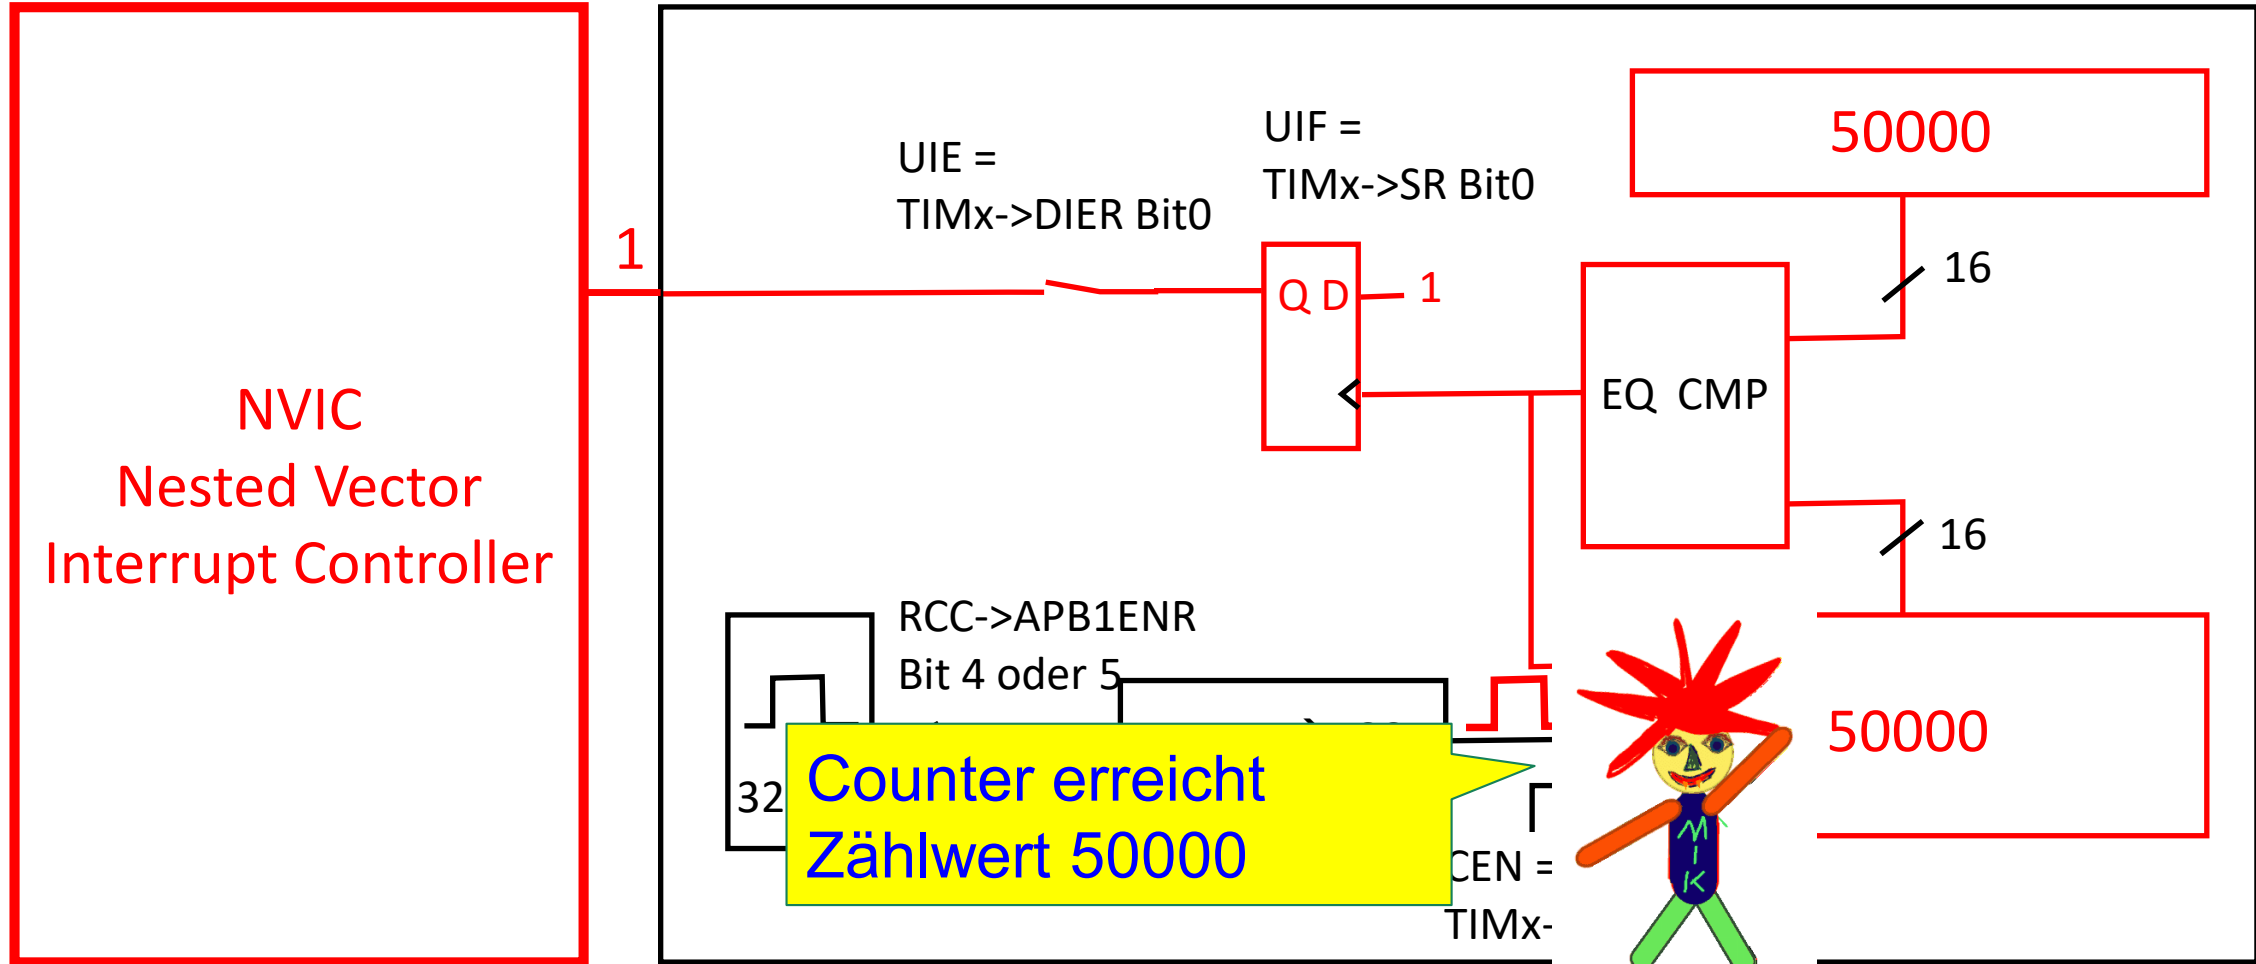 NVIC
Nested Vector
Interrupt Controller
1
UIE =
TIMx->DIER Bit0
UIF =
TIMx->SR Bit0
Q D
1
EQ CMP
50000
16
16
50000
RCC->APB1ENR
Bit 4 oder 5
32
Counter erreicht
Zählwert 50000
CEN =
TIMx-
M
I
K